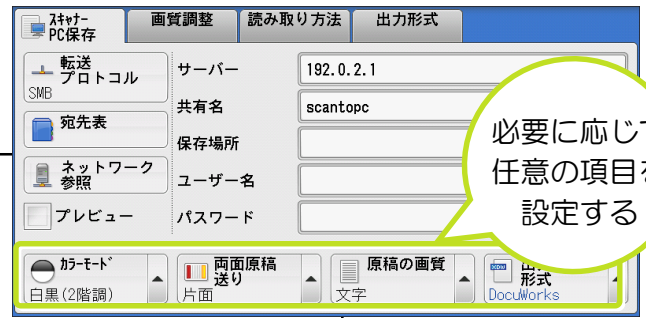 スキャナー
PC保存
画質調整
読み取り方法
出力形式
転送
プロトコル
SMB
サーバー
192.0.2.1
共有名
scantopc
宛先表
保存場所
ネットワーク
参照
ユーザー名
プレビュー
パスワード
必要に応じて
任意の項目を
設定する
カラーモード
白黒(2階調)
両面原稿
送り
片面
原稿の画質
文字
形式
DocuWorks